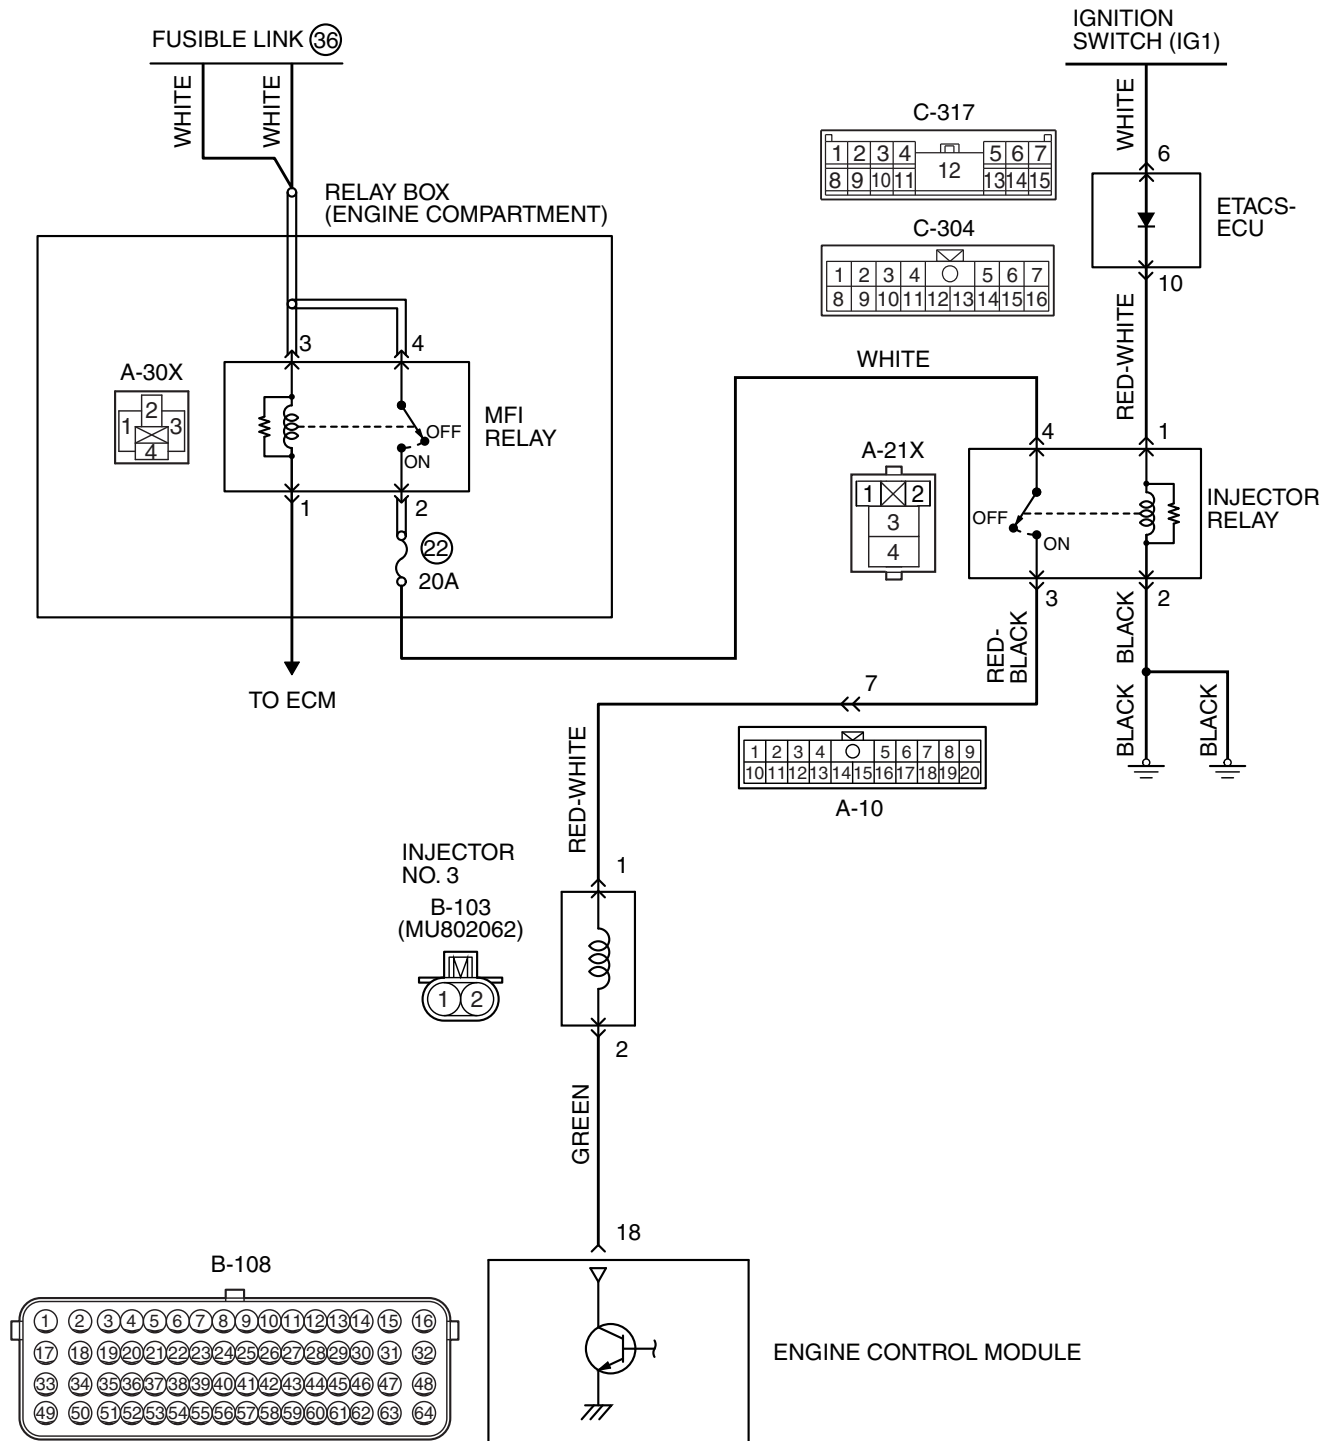 IGNITION
SWITCH (IG1)
FUSIBLE LINK 36
WHITE
WHITE
WHITE
C-317
1 2 3 4 5 6 7
12
8 9 10 11 13 14 15
6
ETACS-
ECU
10
RELAY BOX
(ENGINE COMPARTMENT)
C-304
1 2 3 4 5 6 7
8 9 10 11 12 13 14 15 16
RED-WHITE
WHITE
3
4
A-30X
2
1
3
4
MFI
RELAY
OFF
ON
1
2
22
20A
TO ECM
4
1
A-21X
1 2
3
4
OFF
ON
INJECTOR
RELAY
3
2
RED-
BLACK
BLACK
BLACK
BLACK
7
1 2 3 4 5 6 7 8 9
10 11 12 13 14 15 16 17 18 19 20
A-10
RED-WHITE
INJECTOR
NO. 3
B-103
(MU802062)
1 2
1
2
GREEN
18
B-108
1 2 3 4 5 6 7 8 9 10 11 12 13 14 15 16
17 18 19 20 21 22 23 24 25 26 27 28 29 30 31 32
33 34 35 36 37 38 39 40 41 42 43 44 45 46 47 48
49 50 51 52 53 54 55 56 57 58 59 60 61 62 63 64
ENGINE CONTROL MODULE